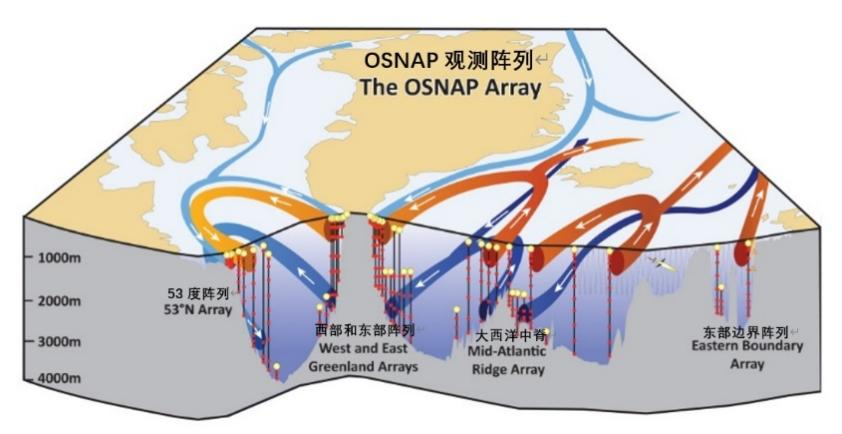 OSNAP 观测阵列↵
The OSNAP Array
1000m
2000m
3000m
4000m
53 度阵列↵
53°N Array
西部和东部阵列↵
West and East
Greenland Arrays
大西洋中脊↵
Mid-Atlantic
Ridge Array
东部边界阵列↵
Eastern Boundary
Array